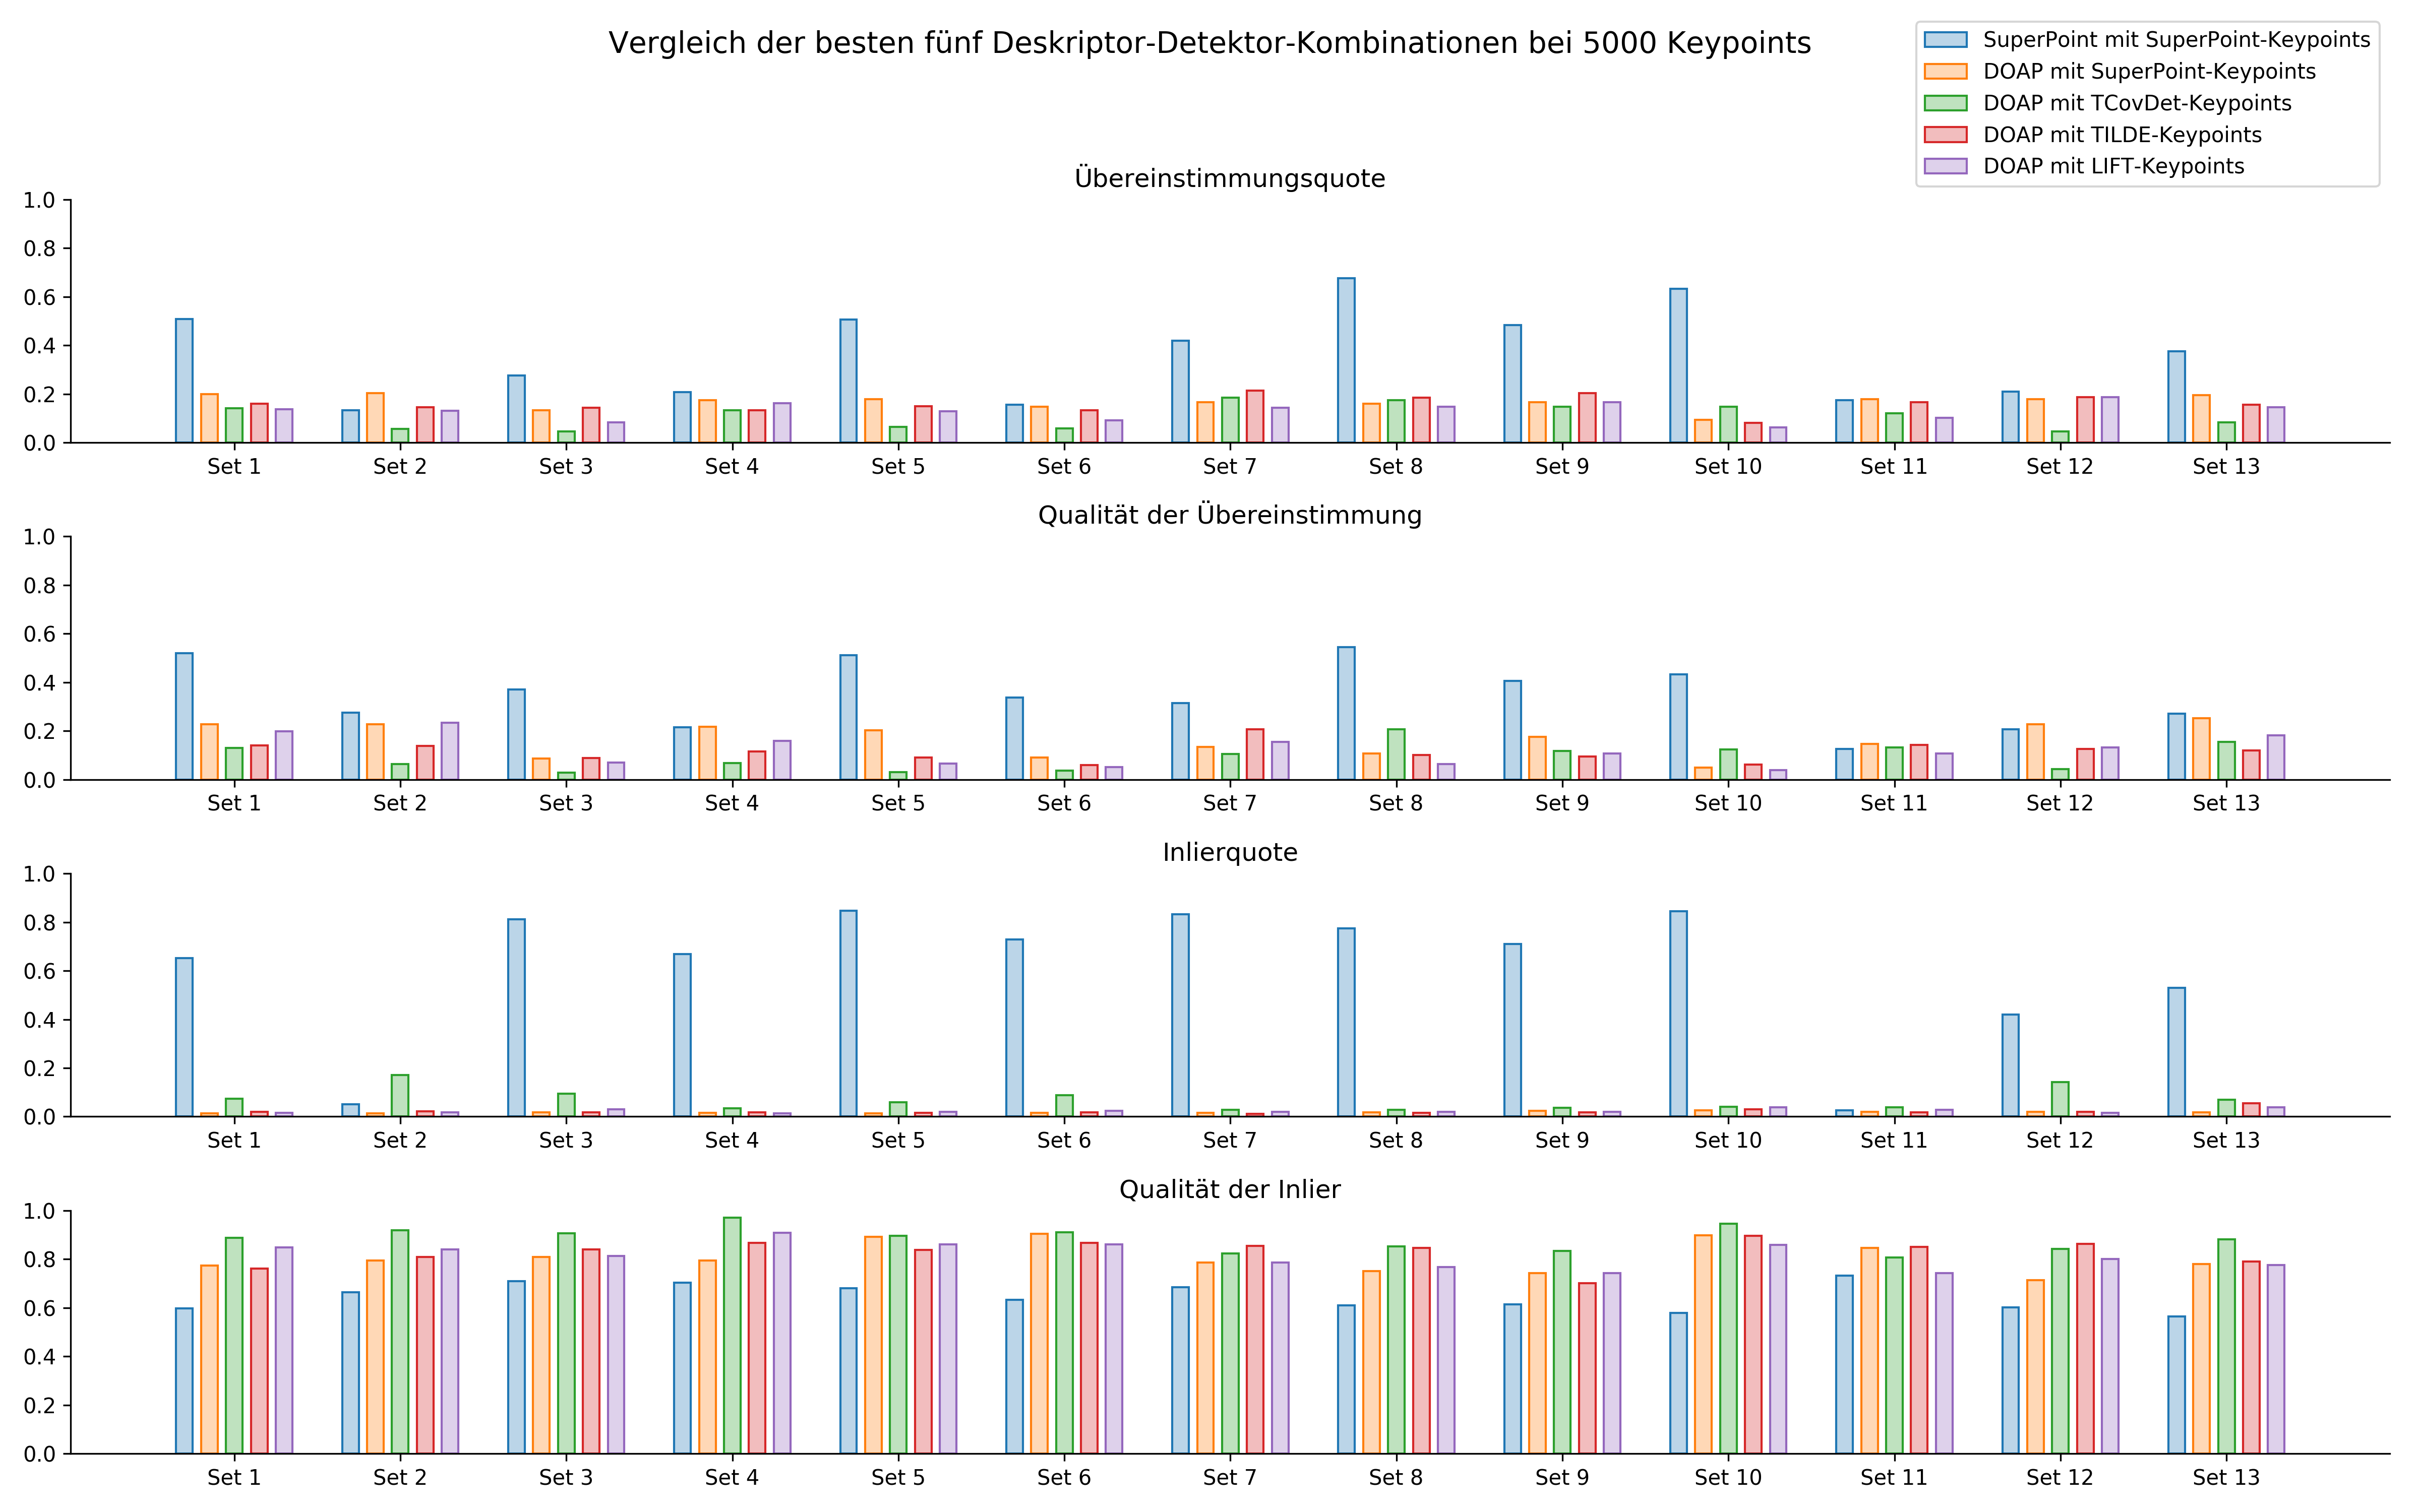 Vergleich der besten fünf Deskriptor-Detektor-Kombinationen bei 5000 Keypoints
SuperPoint mit SuperPoint-Keypoints
DOAP mit SuperPoint-Keypoints
DOAP mit TCovDet-Keypoints
DOAP mit TILDE-Keypoints
DOAP mit LIFT-Keypoints
Übereinstimmungsquote
1.0
0.8
0.6
0.4
0.2
0.0
Set 1 Set 2 Set 3 Set 4 Set 5 Set 6 Set 7 Set 8 Set 9 Set 10 Set 11 Set 12 Set 13
Qualität der Übereinstimmung
1.0
0.8
0.6
0.4
0.2
0.0
Set 1 Set 2 Set 3 Set 4 Set 5 Set 6 Set 7 Set 8 Set 9 Set 10 Set 11 Set 12 Set 13
Inlierquote
1.0
0.8
0.6
0.4
0.2
0.0
Set 1 Set 2 Set 3 Set 4 Set 5 Set 6 Set 7 Set 8 Set 9 Set 10 Set 11 Set 12 Set 13
Qualität der Inlier
1.0
0.8
0.6
0.4
0.2
0.0
Set 1 Set 2 Set 3 Set 4 Set 5 Set 6 Set 7 Set 8 Set 9 Set 10 Set 11 Set 12 Set 13